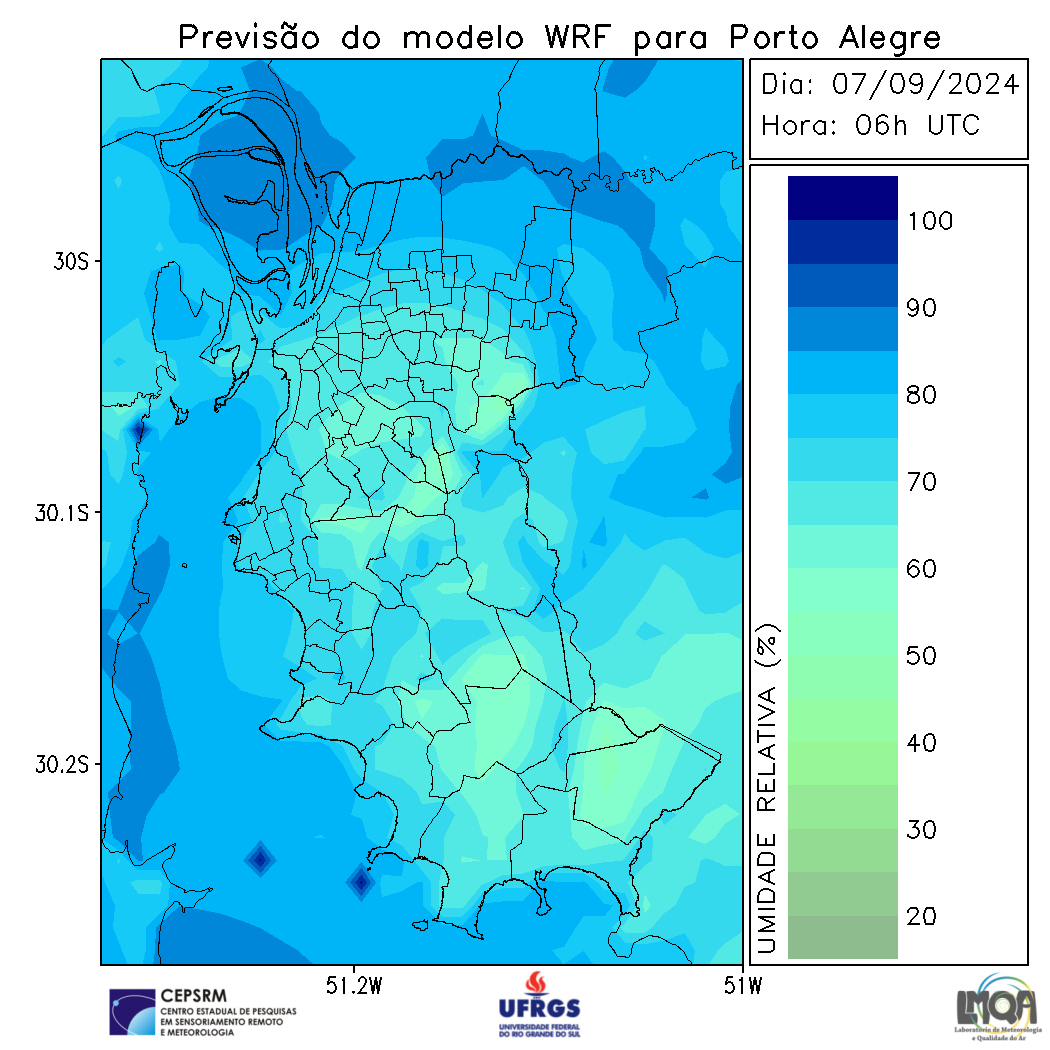 Previsão do modelo WRF para Porto Alegre
Dia: 07/09/2024
Hora: 06h UTC
30S
30.1S
30.2S
51.2W
51W
UMIDADE RELATIVA (%)
100
90
80
70
60
50
40
30
20
CEPSRM
CENTRO ESTADUAL DE PESQUISAS
EM SENSORIAMENTO REMOTO
E METEOROLOGIA
UFRGS
UNIVERSIDADE FEDERAL
DO RIO GRANDE DO SUL
LMQA
Laboratório de Meteorologia
e Qualidade do Ar